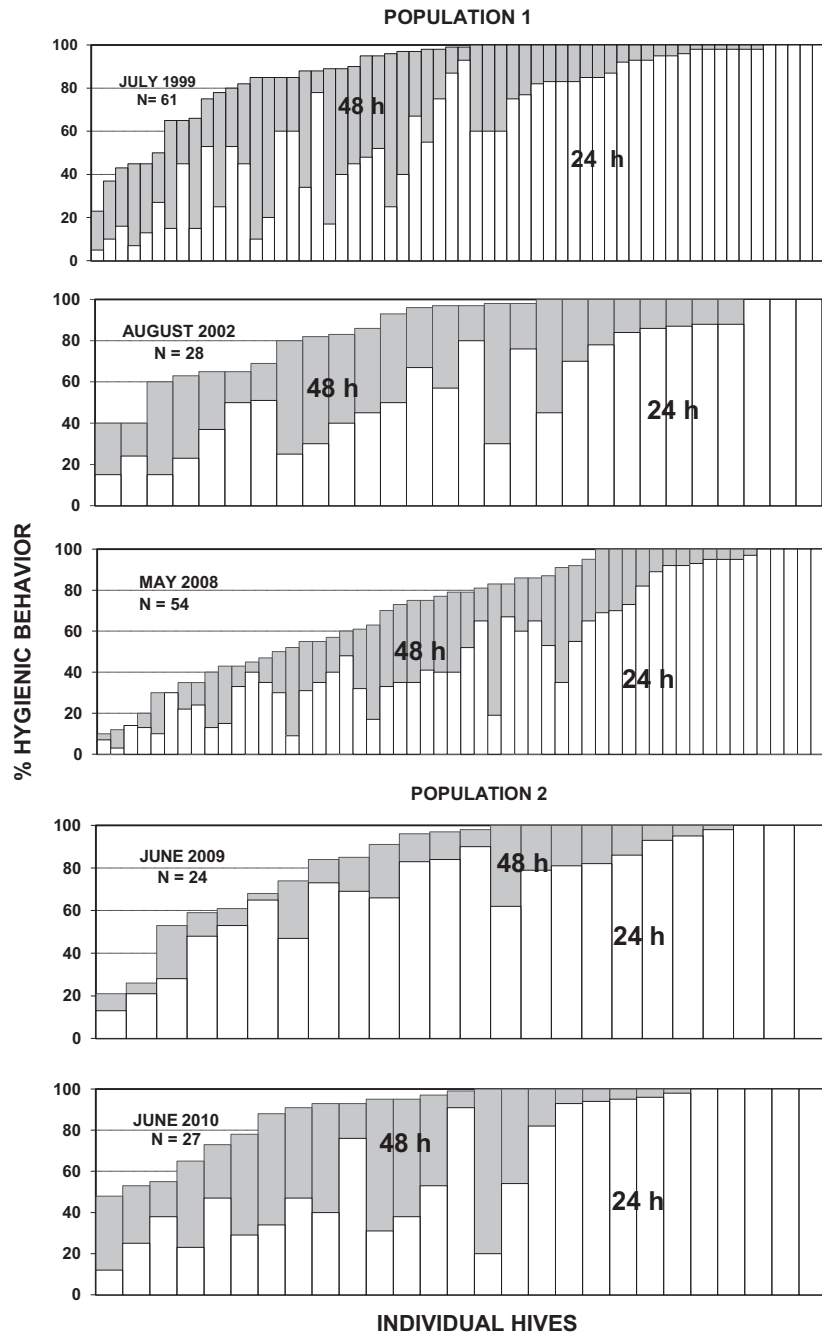 POPULATION 1
100
80
60
40
20
0
JULY 1999
N= 61
48 h
24 h
100
80
60
40
20
0
AUGUST 2002
N = 28
48 h
24 h
100
80
60
40
20
0
MAY 2008
N = 54
48 h
24 h
% HYGIENIC BEHAVIOR
POPULATION 2
100
80
60
40
20
0
JUNE 2009
N = 24
48 h
24 h
100
80
60
40
20
0
JUNE 2010
N = 27
48 h
24 h
INDIVIDUAL HIVES